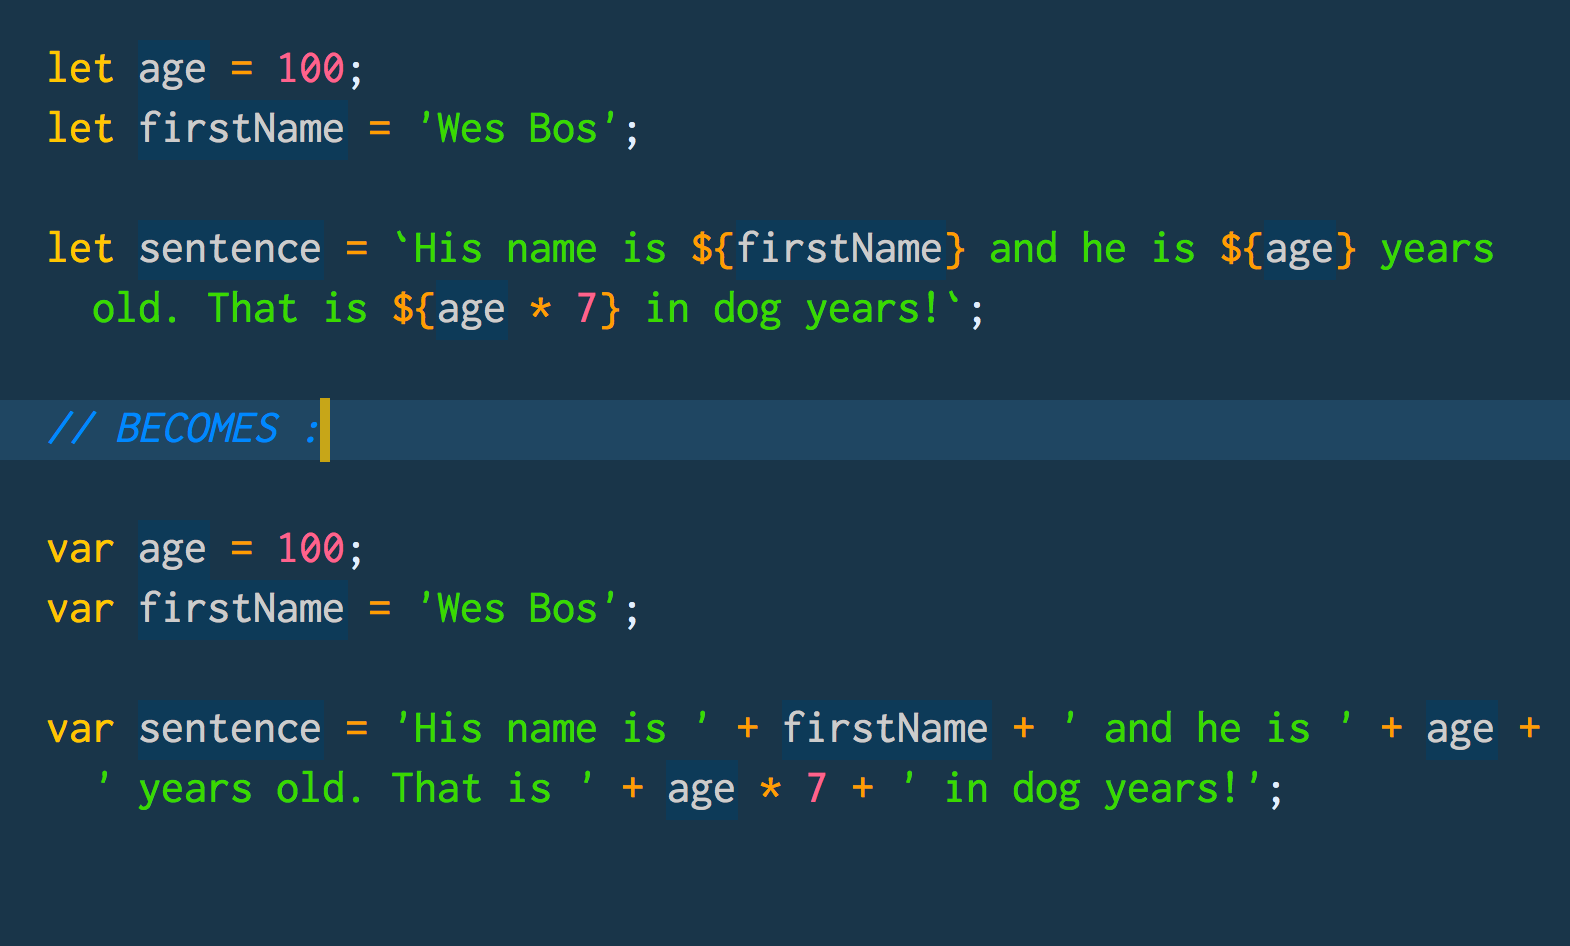 let age = 100;
let firstName = 'Wes Bos';
let sentence = `His name is ${firstName} and he is ${age} years
old. That is ${age * 7} in dog years!`;
// BECOMES :
var age = 100;
var firstName = 'Wes Bos';
var sentence = 'His name is ' + firstName + ' and he is ' + age +
' years old. That is ' + age * 7 + ' in dog years!';